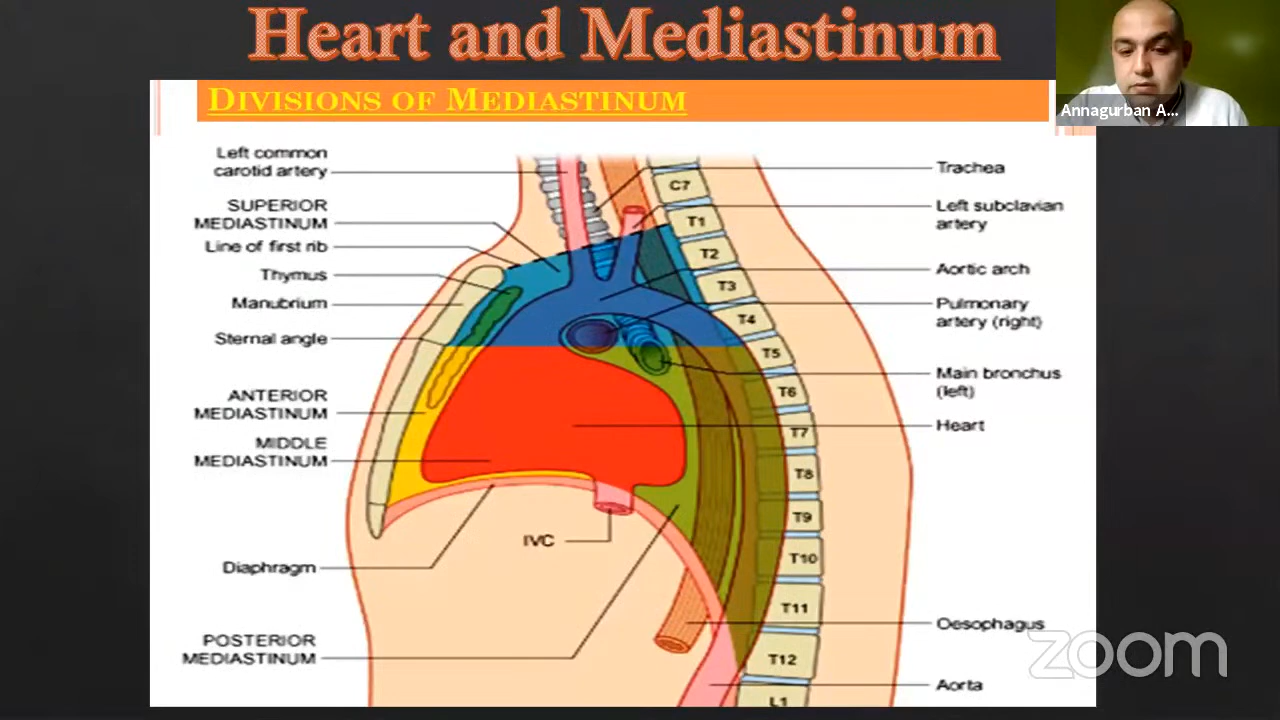 Heart and Mediastinum
Annagurban A...
DIVISIONS OF MEDIASTINUM
Left common
carotid artery
SUPERIOR
MEDIASTINUM
Line of first rib
Thymus
Manubrium
Sternal angle
ANTERIOR
MEDIASTINUM
MIDDLE
MEDIASTINUM
Diaphragm
POSTERIOR
MEDIASTINUM
IVC
C7
T1
T2
T3
T4
T5
T6
T7
T8
T9
T10
T11
T12
L1
Trachea
Left subclavian
artery
Aortic arch
Pulmonary
artery (right)
Main bronchus
(left)
Heart
Oesophagus
Aorta
zoom